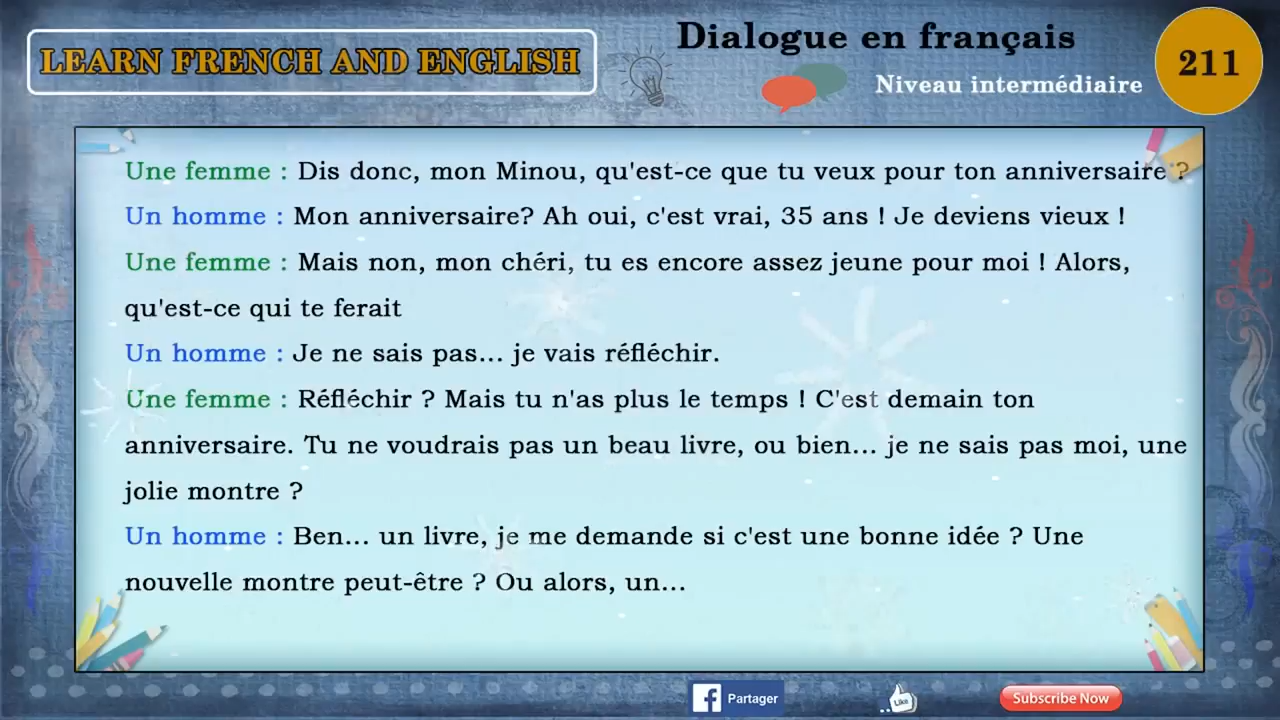 LEARN FRENCH AND ENGLISH
Dialogue en français
Niveau intermédiaire
211
Une femme : Dis donc, mon Minou, qu'est-ce que tu veux pour ton anniversaire ?
Un homme : Mon anniversaire? Ah oui, c'est vrai, 35 ans ! Je deviens vieux !
Une femme : Mais non, mon chéri, tu es encore assez jeune pour moi ! Alors,
qu'est-ce qui te ferait
Un homme : Je ne sais pas... je vais réfléchir.
Une femme : Réfléchir ? Mais tu n'as plus le temps ! C'est demain ton
anniversaire. Tu ne voudrais pas un beau livre, ou bien... je ne sais pas moi, une
jolie montre ?
Un homme : Ben... un livre, je me demande si c'est une bonne idée ? Une
nouvelle montre peut-être ? Ou alors, un...
Partager
Like
Subscribe Now